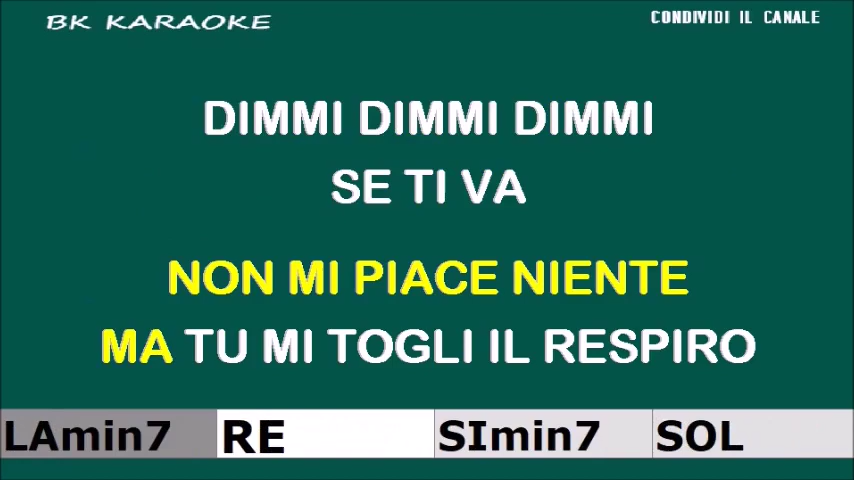 BK KARAOKE
CONDIVIDI IL CANALE
DIMMI DIMMI DIMMI
SE TI VA
NON MI PIACE NIENTE
MA TU MI TOGLI IL RESPIRO
LAmin7 RE SImin7 SOL